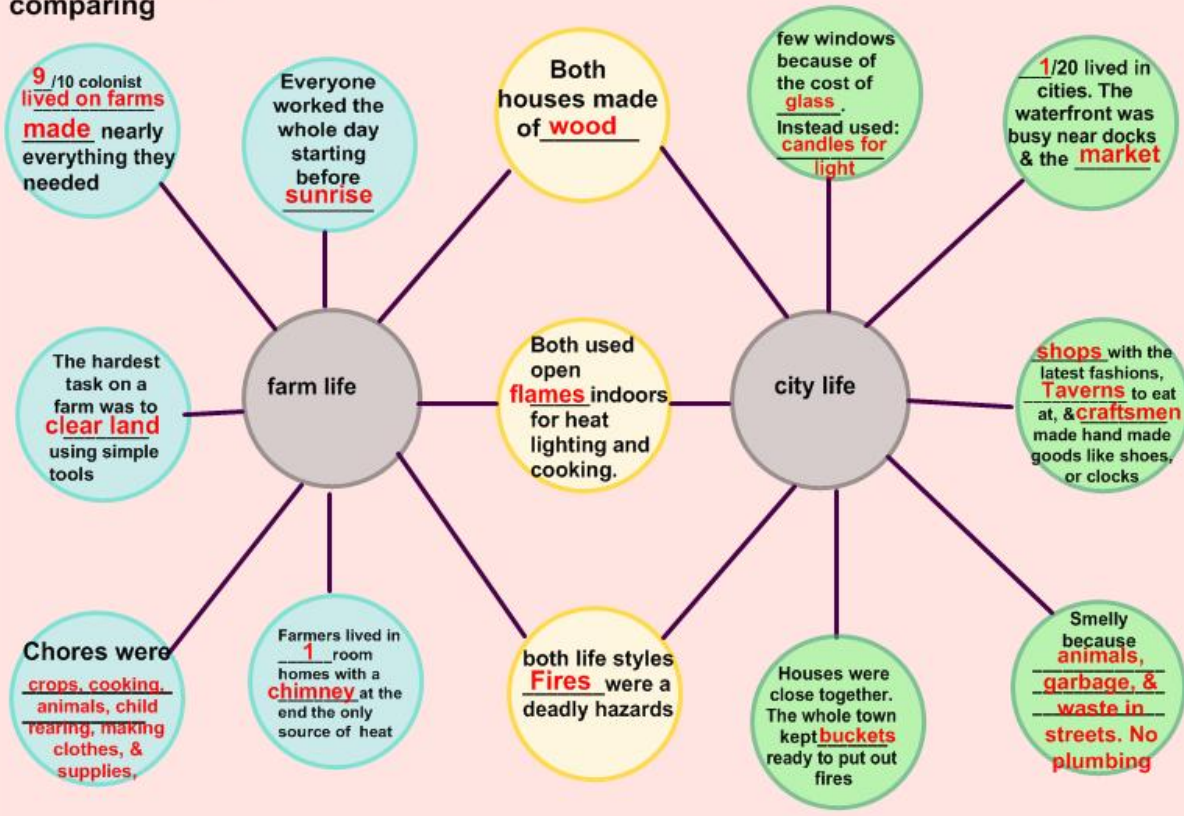 comparing
9/10 colonist
lived on farms
made nearly
everything they
needed
Everyone
worked the
whole day
starting
before
sunrise
Both
houses made
of wood
few windows
because of
the cost of
glass.
Instead used:
candles for
light
1/20 lived in
cities. The
waterfront was
busy near docks
& the market
The hardest
task on a
farm was to
clear land
using simple
tools
farm life
Both used
open
flames indoors
for heat
lighting and
cooking.
city life
shops with the
latest fashions,
Taverns to eat
at, & craftsmen
made hand made
goods like shoes,
or clocks
Chores were
crops, cooking,
animals, child
rearing, making
clothes, &
supplies,
Farmers lived in
1 room
homes with a
chimney at the
end the only
source of heat
both life styles
Fires were a
deadly hazards
Houses were
close together.
The whole town
kept buckets
ready to put out
fires
Smelly
because
animals,
garbage, &
waste in
streets. No
plumbing